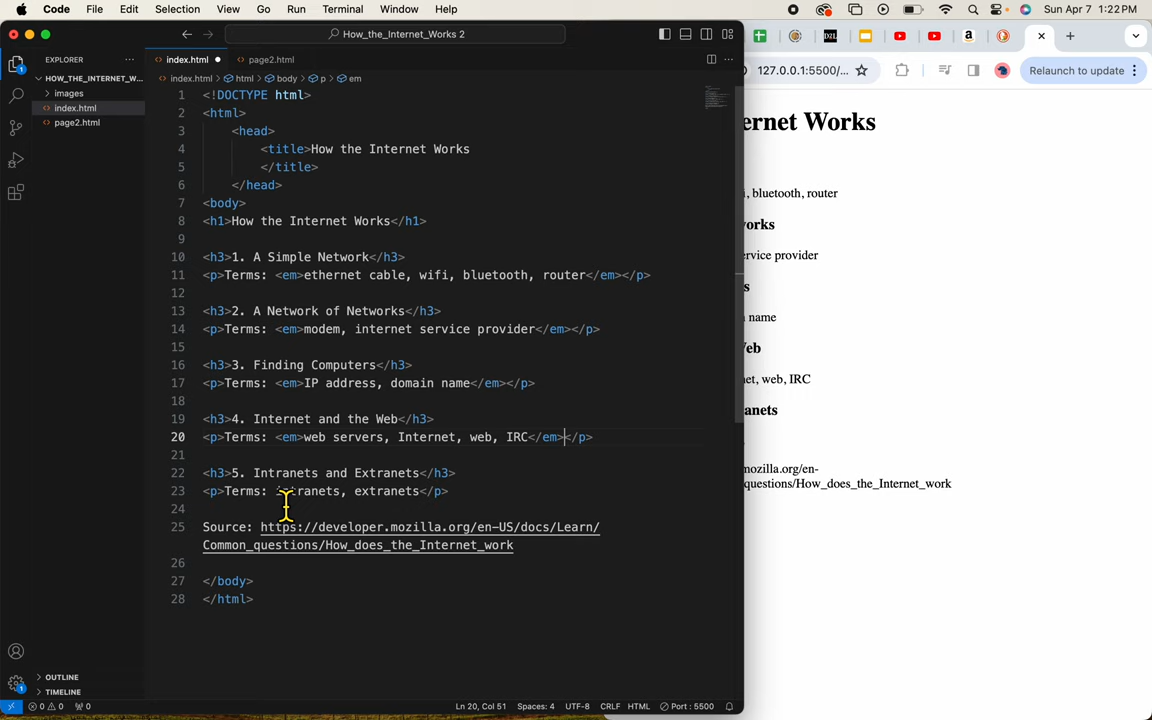 Code File Edit Selection View Go Run Terminal Window Help
Sun Apr 7 1:22 PM
How_the_Internet_Works 2
EXPLORER
HOW_THE_INTERNET_W...
images
index.html
page2.html
OUTLINE
TIMELINE
index.html
page2.html
index.html > html > body > p > em
1 <!DOCTYPE html>
2 <html>
3 <head>
4 <title>How the Internet Works
5 </title>
6 </head>
7 <body>
8 <h1>How the Internet Works</h1>
9
10 <h3>1. A Simple Network</h3>
11 <p>Terms: <em>ethernet cable, wifi, bluetooth, router</em></p>
12
13 <h3>2. A Network of Networks</h3>
14 <p>Terms: <em>modem, internet service provider</em></p>
15
16 <h3>3. Finding Computers</h3>
17 <p>Terms: <em>IP address, domain name</em></p>
18
19 <h3>4. Internet and the Web</h3>
20 <p>Terms: <em>web servers, Internet, web, IRC</em></p>
21
22 <h3>5. Intranets and Extranets</h3>
23 <p>Terms: intranets, extranets</p>
24
25 Source: https://developer.mozilla.org/en-US/docs/Learn/
Common_questions/How_does_the_Internet_work
26
27 </body>
28 </html>
0 0 0
Ln 20, Col 51 Spaces: 4 UTF-8 CRLF HTML Port : 5500
D2L
a
127.0.0.1:5500/...
Relaunch to update
ernet Works
i, bluetooth, router
orks
ervice provider
s
n name
Web
et, web, IRC
anets
mozilla.org/en-
questions/How_does_the_Internet_work